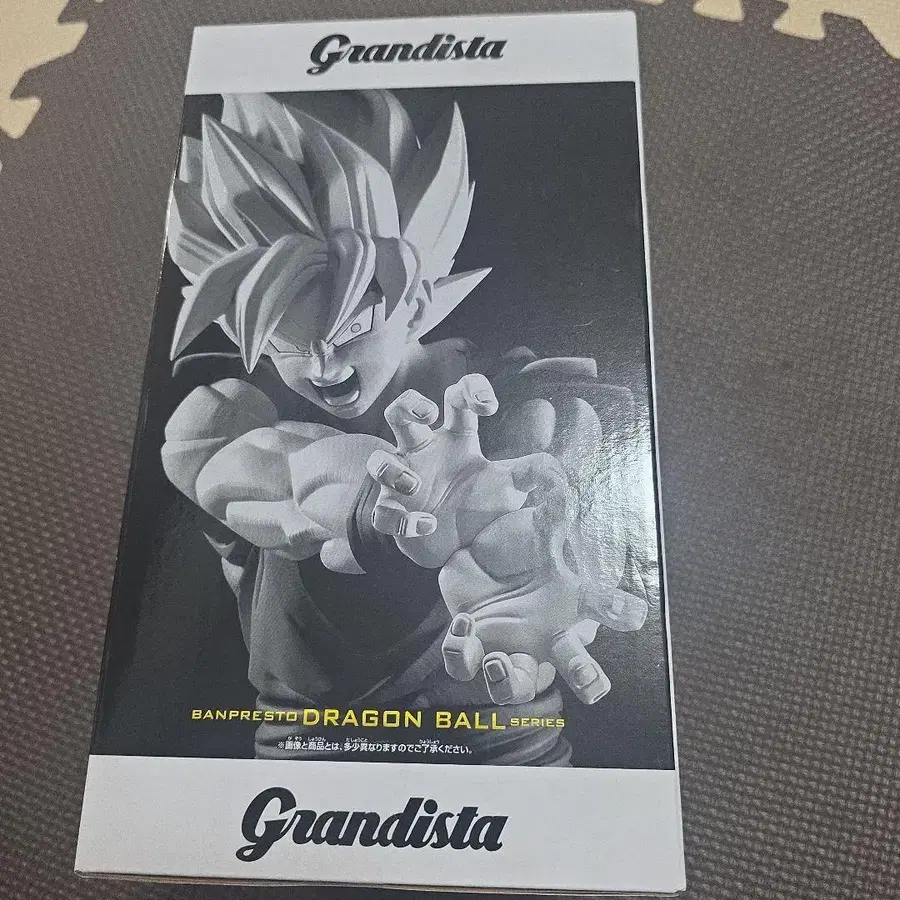 Grandista
BANPRESTO DRAGON BALL SERIES
※画像と商品とは、多少異なりますのでご了承ください。
Grandista